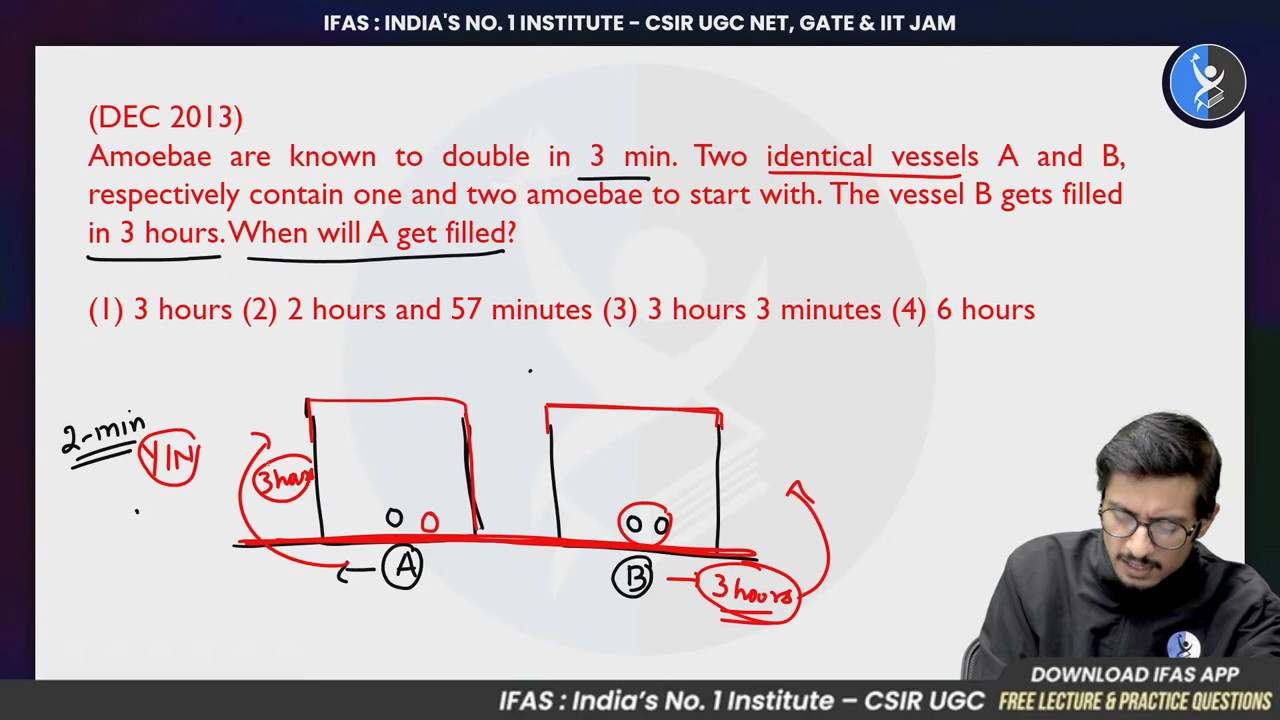 IFAS : INDIA'S NO. 1 INSTITUTE – CSIR UGC NET, GATE & IIT JAM
(DEC 2013)
Amoebae are known to double in 3 min. Two identical vessels A and B,
respectively contain one and two amoebae to start with. The vessel B gets filled
in 3 hours. When will A get filled?
(1) 3 hours (2) 2 hours and 57 minutes (3) 3 hours 3 minutes (4) 6 hours
2-min
Y/N
3 hours
A
B
3 hours
DOWNLOAD IFAS APP
IFAS : India's No. 1 Institute – CSIR UGC
FREE LECTURE & PRACTICE QUESTIONS